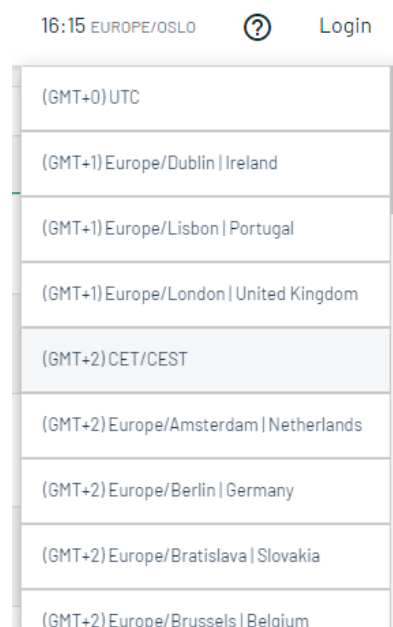 16:15 EUROPE/OSLO ? Login
(GMT+0) UTC
(GMT+1) Europe/Dublin | Ireland
(GMT+1) Europe/Lisbon | Portugal
(GMT+1) Europe/London | United Kingdom
(GMT+2) CET/CEST
(GMT+2) Europe/Amsterdam | Netherlands
(GMT+2) Europe/Berlin | Germany
(GMT+2) Europe/Bratislava | Slovakia
(GMT+2) Europe/Brussels | Belgium